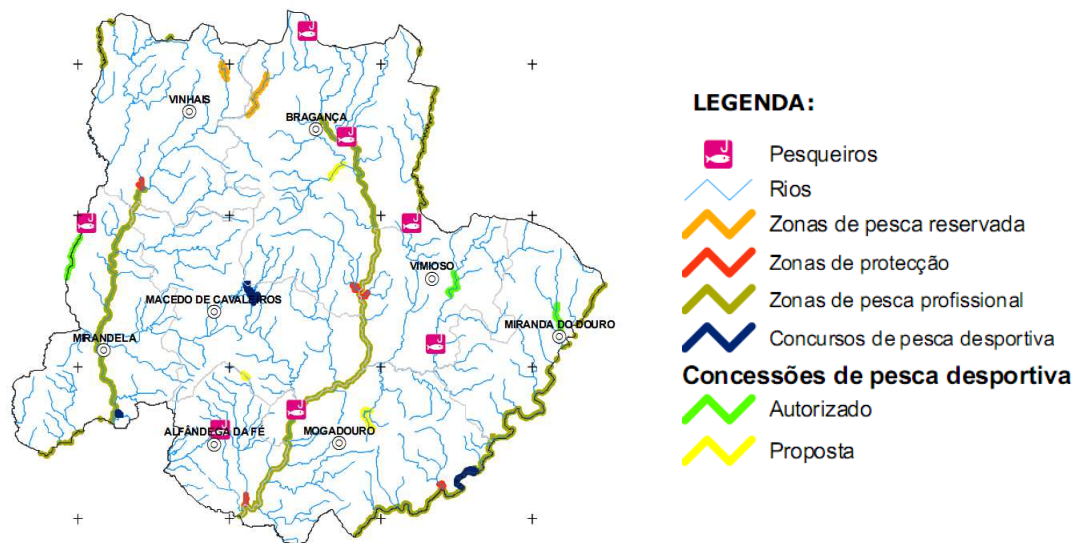 VINHAIS
BRAGANÇA
VIMIOSO
MACEDO DE CAVALEIROS
MIRANDA DO DOURO
MIRANDELA
ALFÂNDEGA DA FÉ
MOGADOURO
LEGENDA:
Pesqueiros
Rios
Zonas de pesca reservada
Zonas de protecção
Zonas de pesca profissional
Concursos de pesca desportiva
Concessões de pesca desportiva
Autorizado
Proposta